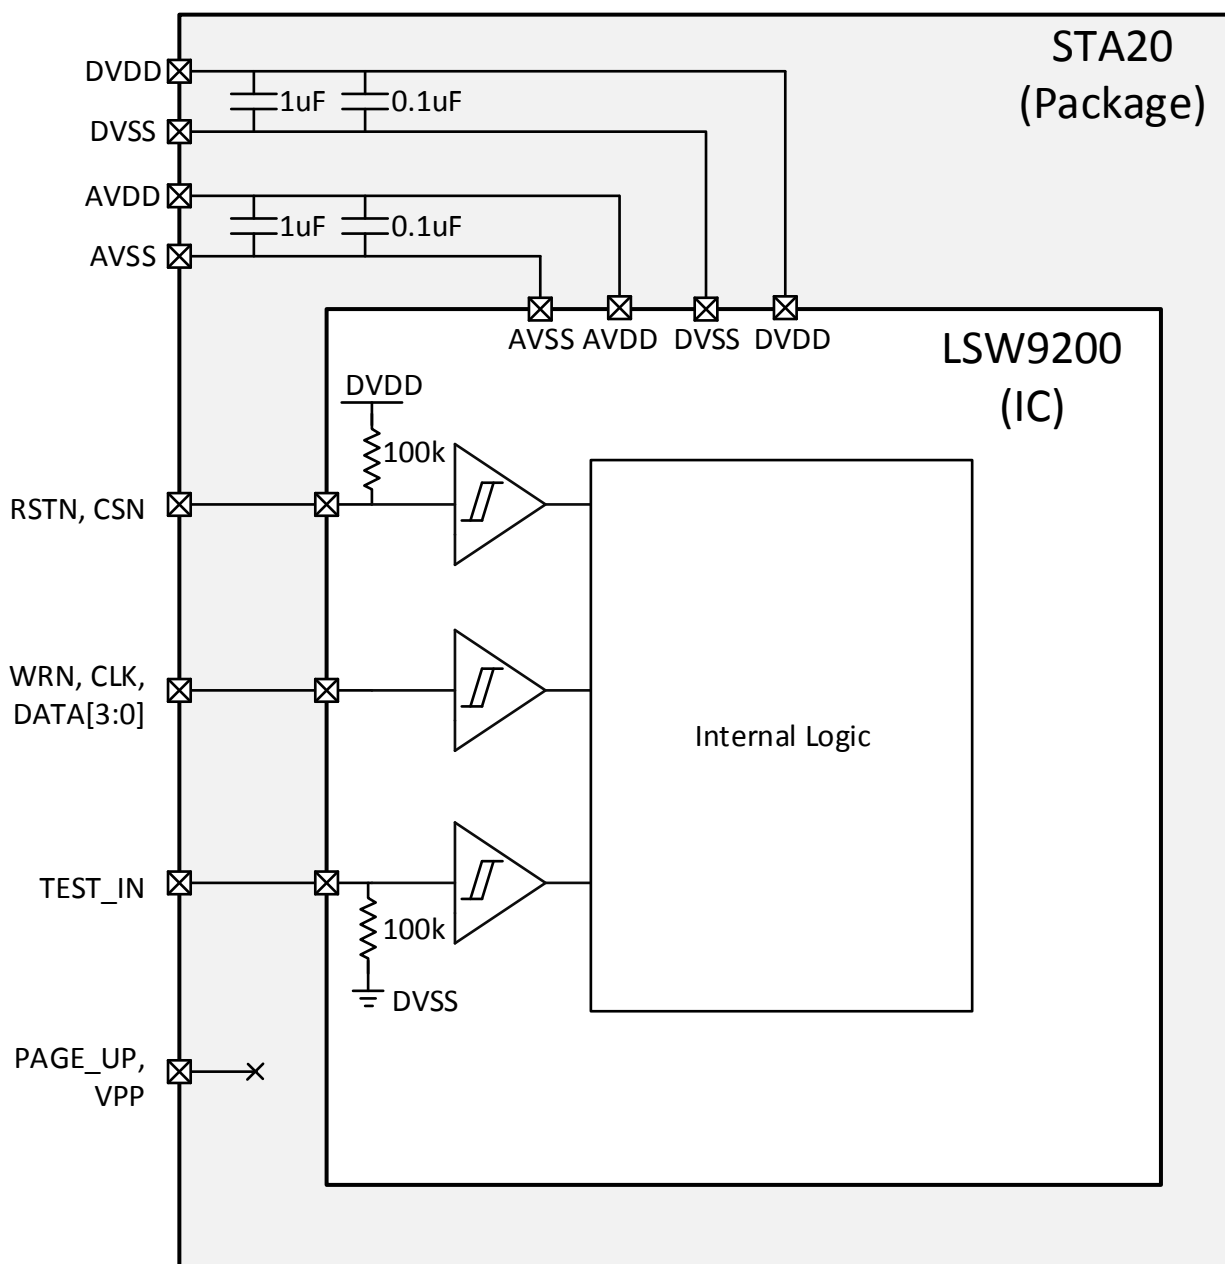 STA20
(Package)
DVDD
1uF
0.1uF
DVSS
AVDD
1uF
0.1uF
AVSS
AVSS
AVDD
DVSS
DVDD
LSW9200
(IC)
DVDD
100k
RSTN, CSN
WRN, CLK,
DATA[3:0]
Internal Logic
TEST_IN
100k
DVSS
PAGE_UP,
VPP